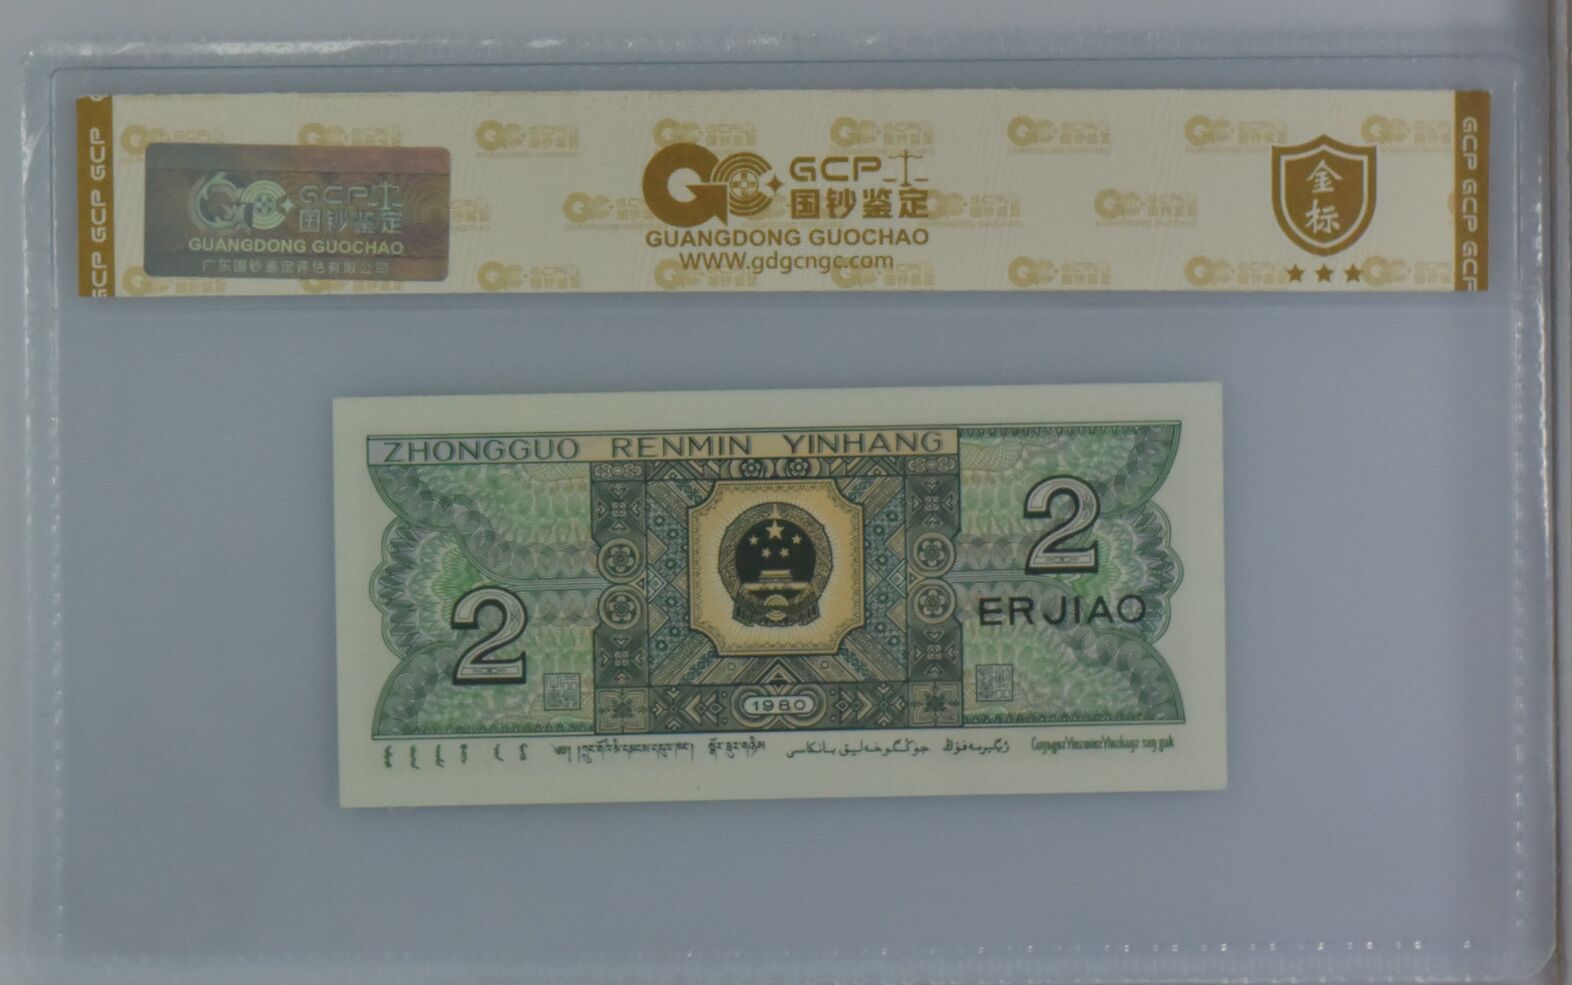 GCP GCP GCP
GCP 国钞鉴定
GUANGDONG GUOCHAO
广东国钞鉴定评估有限公司
GCP
国钞鉴定
GUANGDONG GUOCHAO
WWW.gdgcngc.com
金标
GCP GCP GCP
ZHONGGUO RENMIN YINHANG
2
2
ERJIAO
1980